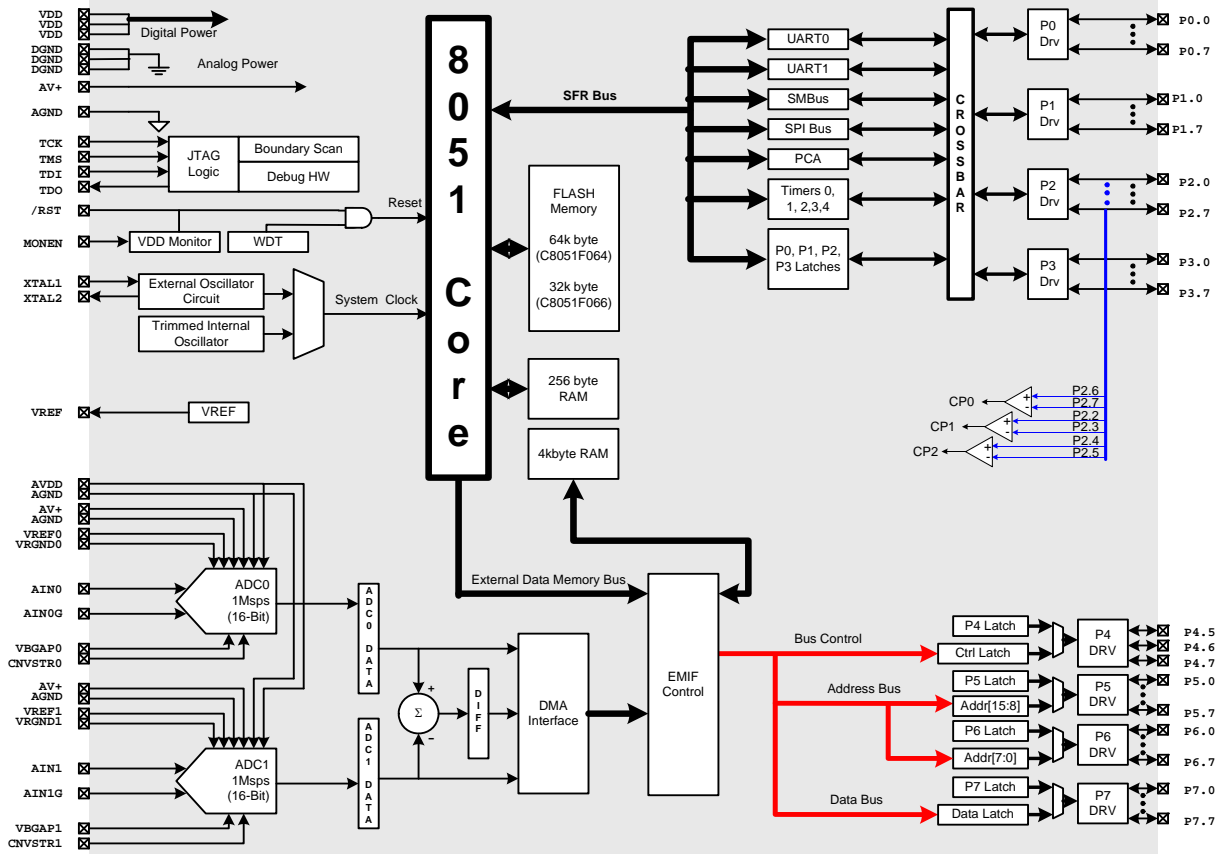 VDD
VDD
VDD
Digital Power
DGND
DGND
DGND
Analog Power
AV+
AGND
TCK
TMS
TDI
TDO
JTAG
Logic
Boundary Scan
Debug HW
/RST
Reset
MONEN
VDD Monitor
WDT
XTAL1
XTAL2
External Oscillator
Circuit
System Clock
Trimmed Internal
Oscillator
VREF
VREF
8051 Core
SFR Bus
FLASH
Memory
64k byte
(C8051F064)
32k byte
(C8051F066)
256 byte
RAM
4kbyte RAM
UART0
UART1
SMBus
SPI Bus
PCA
Timers 0,
1, 2,3,4
P0, P1, P2,
P3 Latches
CROSSBAR
P0
Drv
P0.0
P0.7
P1
Drv
P1.0
P1.7
P2
Drv
P2.0
P2.7
P3
Drv
P3.0
P3.7
CP0
+
-
P2.6
P2.7
CP1
+
-
P2.2
P2.3
CP2
+
-
P2.4
P2.5
AVDD
AGND
AV+
AGND
VREF0
VRGND0
AIN0
AIN0G
VBGAP0
CNVSTR0
ADC0
1Msps
(16-Bit)
ADC0 DATA
AV+
AGND
VREF1
VRGND1
AIN1
AIN1G
VBGAP1
CNVSTR1
ADC1
1Msps
(16-Bit)
ADC1 DATA
+
Σ
−
DIFF
DMA
Interface
External Data Memory Bus
EMIF
Control
Bus Control
Address Bus
Data Bus
P4 Latch
Ctrl Latch
P4
DRV
P4.5
P4.6
P4.7
P5 Latch
Addr[15:8]
P5
DRV
P5.0
P5.7
P6 Latch
Addr[7:0]
P6
DRV
P6.0
P6.7
P7 Latch
Data Latch
P7
DRV
P7.0
P7.7